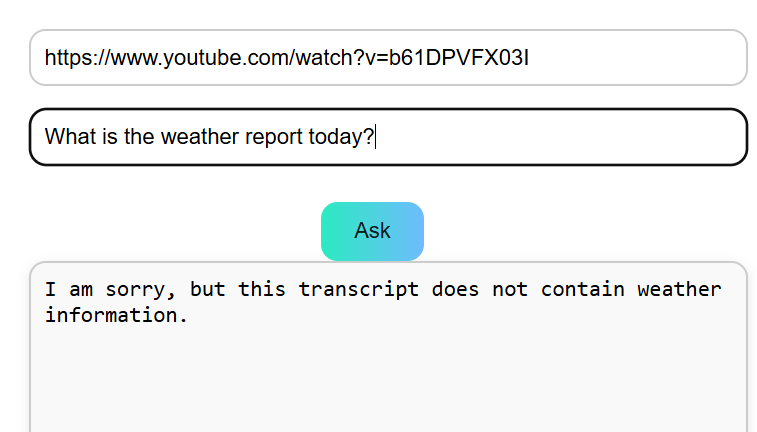 https://www.youtube.com/watch?v=b61DPVFX03I
What is the weather report today?
Ask
I am sorry, but this transcript does not contain weather
information.